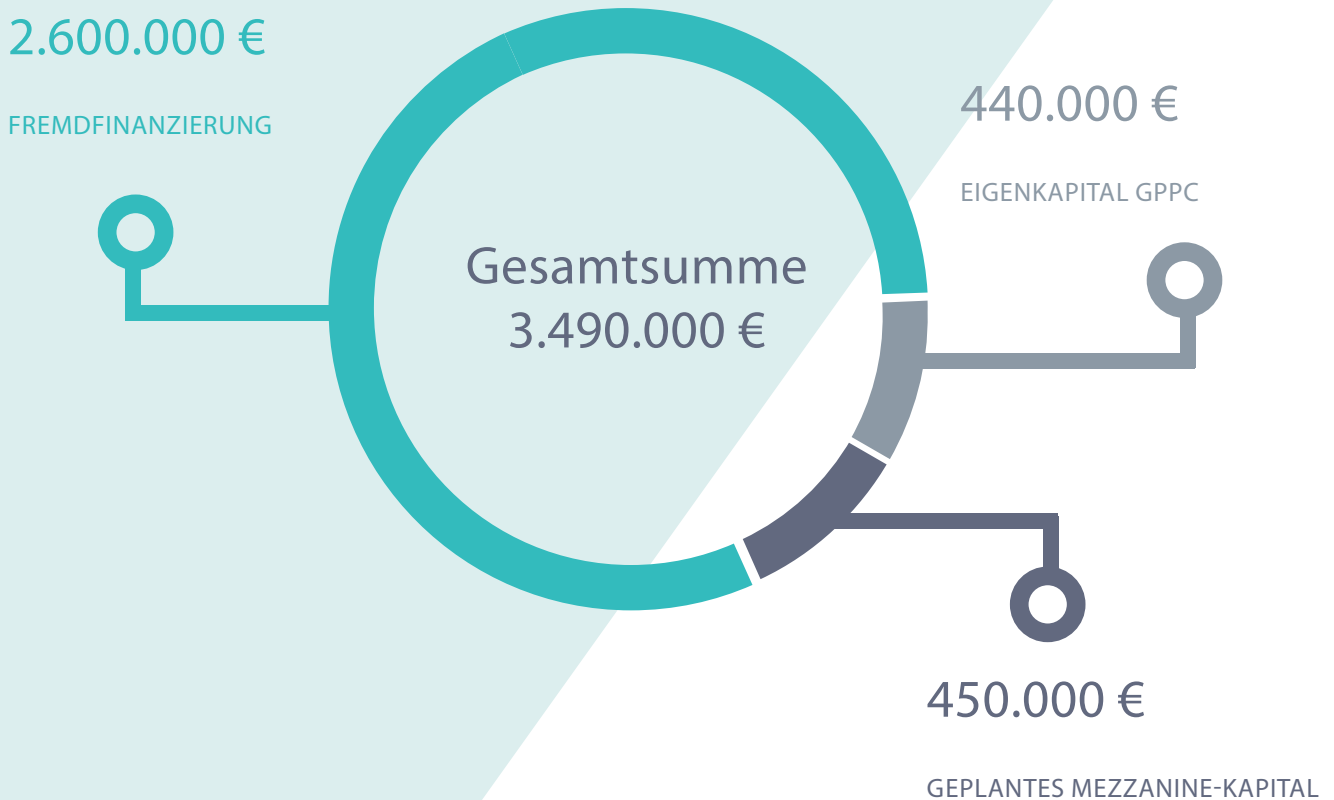 2.600.000 €
FREMDFINANZIERUNG
440.000 €
EIGENKAPITAL GPPC
Gesamtsumme
3.490.000 €
450.000 €
GEPLANTES MEZZANINE-KAPITAL